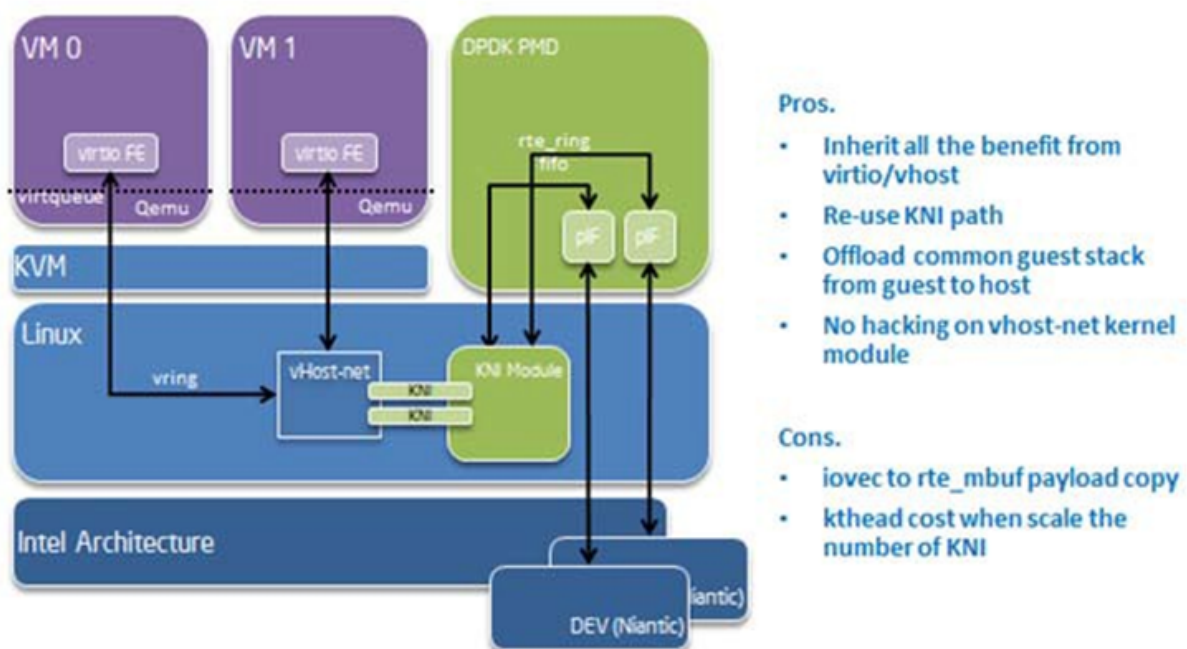 VM 0
VM 1
DPDK PMD
virtio FE
virtio FE
rte_ring
fifo
virtqueue
Qemu
Qemu
pIF
pIF
KVM
Linux
vring
vHost-net
KNI
KNI
KNI Module
Intel Architecture
iantic)
DEV (Niantic)
Pros.
• Inherit all the benefit from
virtio/vhost
• Re-use KNI path
• Offload common guest stack
from guest to host
• No hacking on vhost-net kernel
module
Cons.
• iovec to rte_mbuf payload copy
• kthead cost when scale the
number of KNI